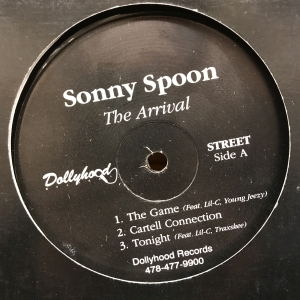 Sonny Spoon
The Arrival
STREET
Side A
Dollyhood
1. The Game (Feat. Lil-C, Young Jeezy)
2. Cartell Connection
3. Tonight (Feat. Lil-C, Traxskee)
Dollyhood Records
478-477-9900